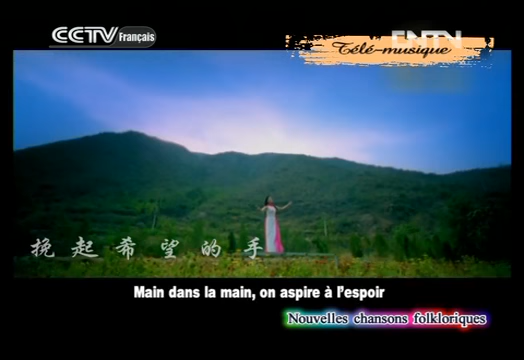 CCTV Français
CNTV
Télé-musique
挽起希望的手
Main dans la main, on aspire à l'espoir
Nouvelles chansons folkloriques